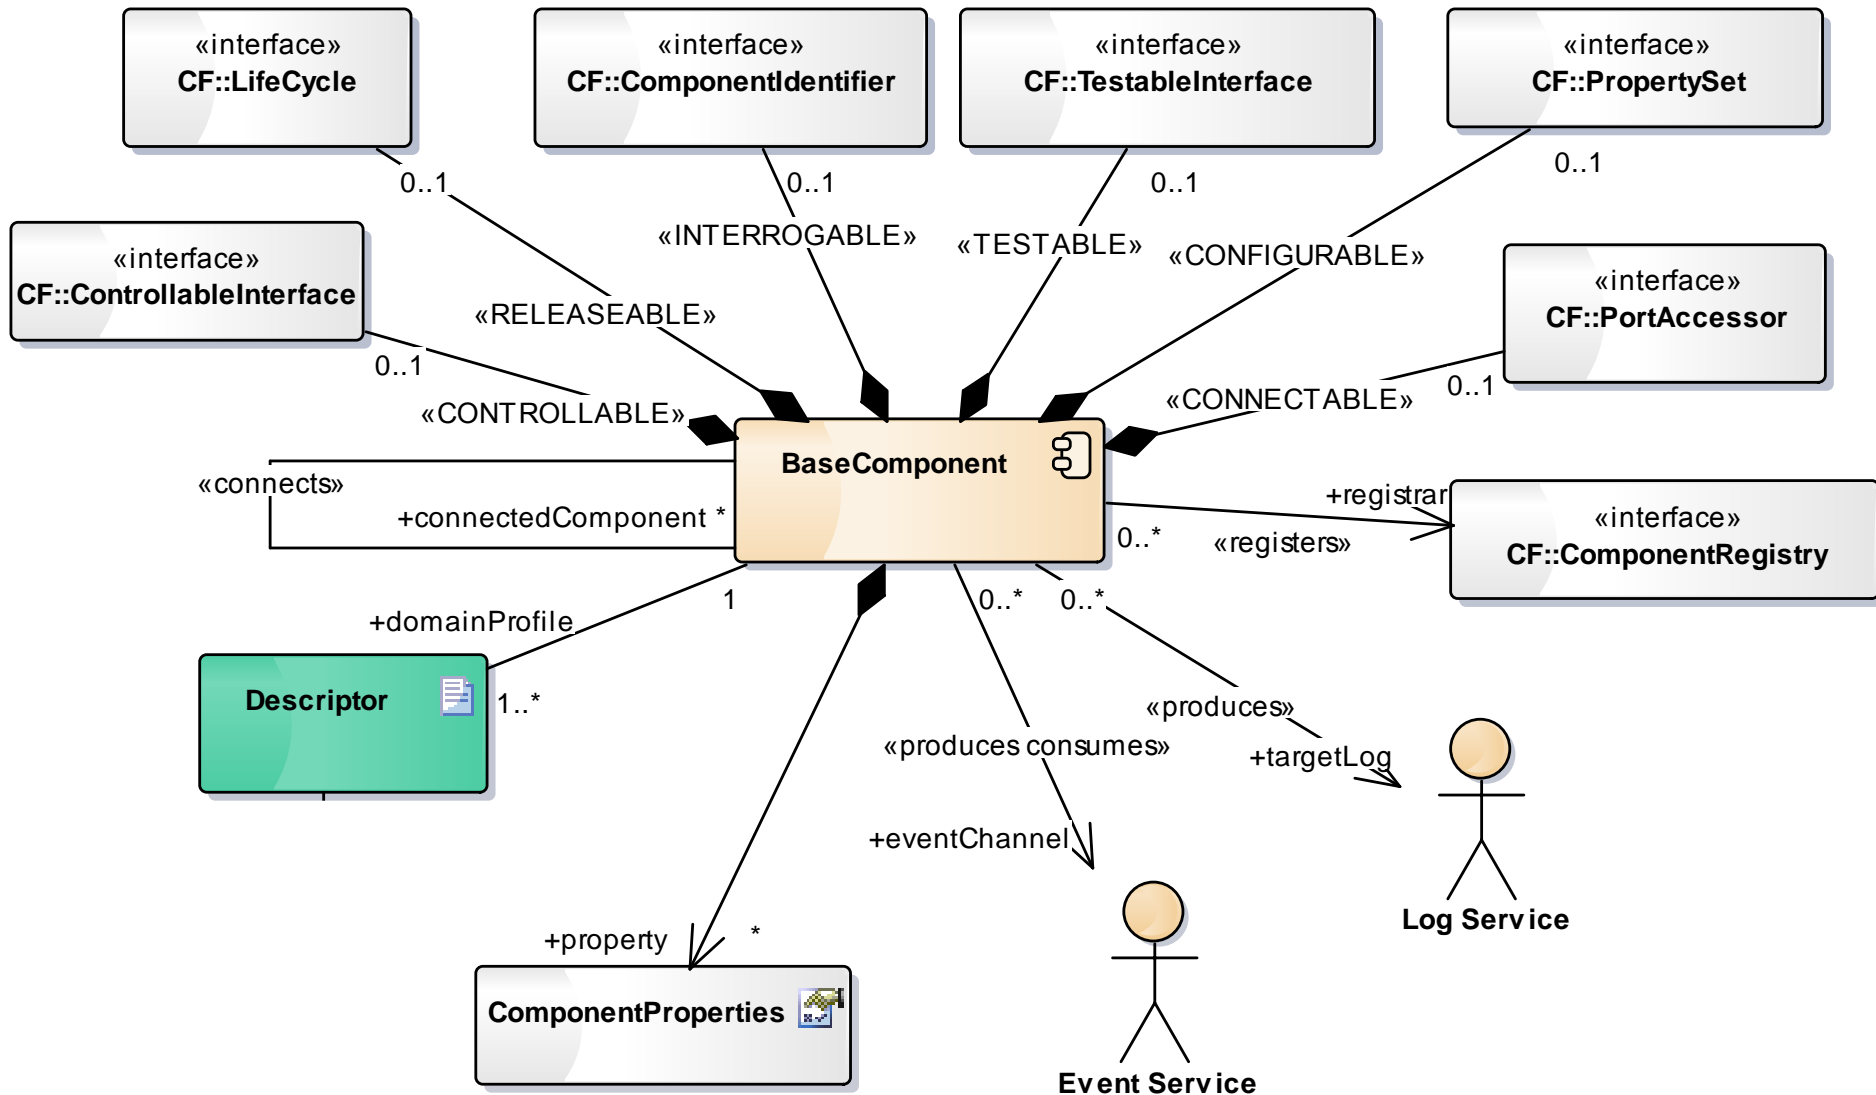 «interface»
CF::LifeCycle
«interface»
CF::ComponentIdentifier
«interface»
CF::TestableInterface
«interface»
CF::PropertySet
0..1
0..1
0..1
0..1
«interface»
CF::ControllableInterface
«INTERROGABLE»
«TESTABLE»
«CONFIGURABLE»
«interface»
CF::PortAccessor
«RELEASEABLE»
0..1
0..1
«CONTROLLABLE»
«CONNECTABLE»
BaseComponent
«connects»
+connectedComponent *
+registrar
0..*
«registers»
«interface»
CF::ComponentRegistry
1
0..*
0..*
+domainProfile
Descriptor
1..*
«produces»
«produces consumes»
+targetLog
+eventChannel
Log Service
+property
*
ComponentProperties
Event Service